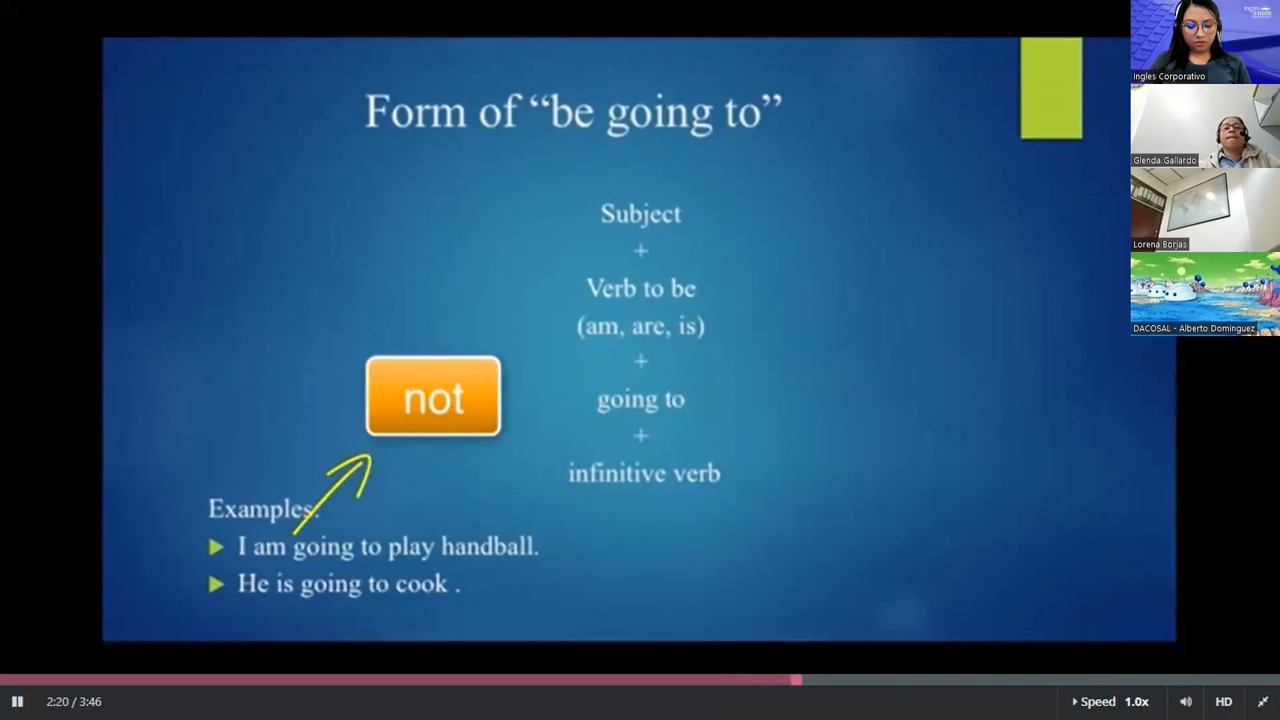 Form of “be going to”
Subject
+
Verb to be
(am, are, is)
+
going to
+
infinitive verb
not
Examples:
I am going to play handball.
He is going to cook .
Ingles Corporativo
Glenda Gallardo
Lorena Borjas
DACOSAL - Alberto Dominguez
2:20 / 3:46
Speed 1.0x
HD